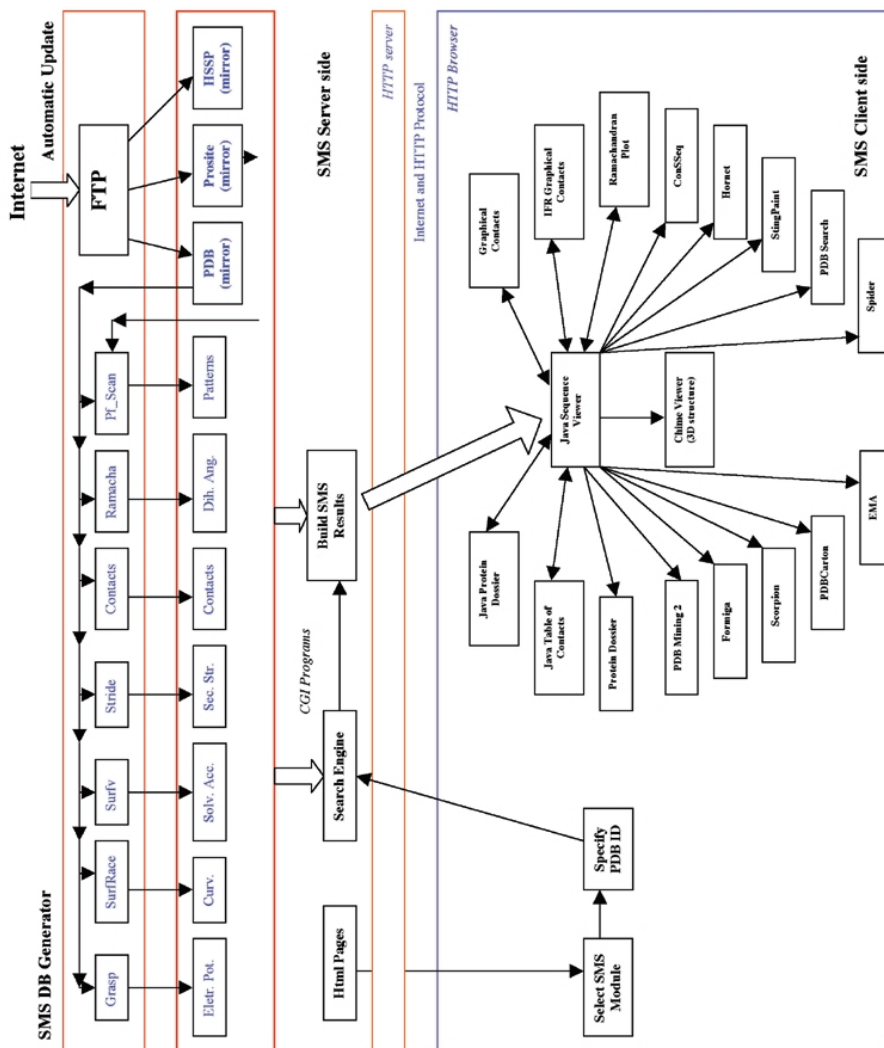 SMS DB Generator
Internet
Automatic Update
FTP
Grasp
SurfRace
Surfv
Stride
Contacts
Ramacha
Pf_Scan
PDB
(mirror)
Prosite
(mirror)
HSSP
(mirror)
Eletr. Pot.
Curv.
Solv. Acc.
Sec. Str.
Contacts
Dih. Ang.
Patterns
CGI Programs
Html Pages
Search Engine
Build SMS
Results
SMS Server side
HTTP server
Internet and HTTP Protocol
HTTP Browser
Select SMS
Module
Specify
PDB ID
Java Protein
Dossier
Java Table of
Contacts
Protein Dossier
PDB Mining 2
Formiga
Scorpion
PDBCarton
EMA
Java Sequence
Viewer
Chime Viewer
(3D structure)
Graphical
Contacts
IFR Graphical
Contacts
Ramachandran
Plot
ConSSeq
Hornet
StingPaint
PDB Search
Spider
SMS Client side